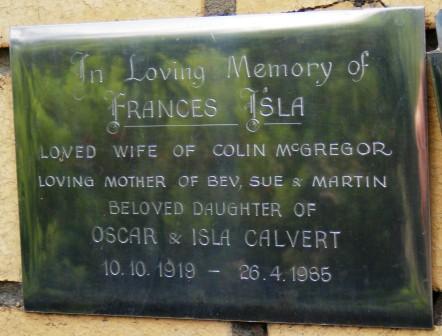 In Loving Memory of
FRANCES ISLA
LOVED WIFE OF COLIN McGREGOR
LOVING MOTHER OF BEV, SUE & MARTIN
BELOVED DAUGHTER OF
OSCAR & ISLA CALVERT
10.10.1919 – 26.4.1985